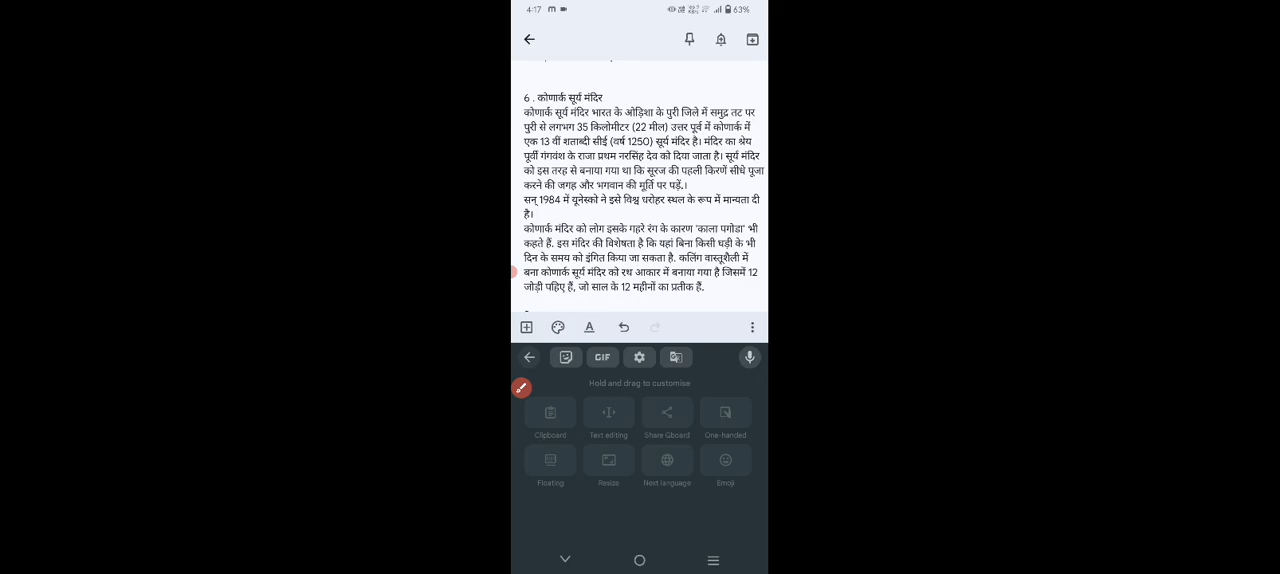 4:17
63%
6 . कोणार्क सूर्य मंदिर
कोणार्क सूर्य मंदिर भारत के ओड़िशा के पुरी जिले में समुद्र तट पर
पुरी से लगभग 35 किलोमीटर (22 मील) उत्तर पूर्व में कोणार्क में
एक 13 वीं शताब्दी सीई (वर्ष 1250) सूर्य मंदिर है। मंदिर का श्रेय
पूर्वी गंगवंश के राजा प्रथम नरसिंह देव को दिया जाता है। सूर्य मंदिर
को इस तरह से बनाया गया था कि सूरज की पहली किरणें सीधे पूजा
करने की जगह और भगवान की मूर्ति पर पड़ें.।
सन् 1984 में यूनेस्को ने इसे विश्व धरोहर स्थल के रूप में मान्यता दी
है।
कोणार्क मंदिर को लोग इसके गहरे रंग के कारण 'काला पगोडा' भी
कहते हैं. इस मंदिर की विशेषता है कि यहां बिना किसी घड़ी के भी
दिन के समय को इंगित किया जा सकता है. कलिंग वास्तूशैली में
बना कोणार्क सूर्य मंदिर को रथ आकार में बनाया गया है जिसमें 12
जोड़ी पहिए हैं, जो साल के 12 महीनों का प्रतीक हैं.
GIF
Hold and drag to customise
Clipboard Text editing Share Gboard One-handed
Floating Resize Next language Emoji